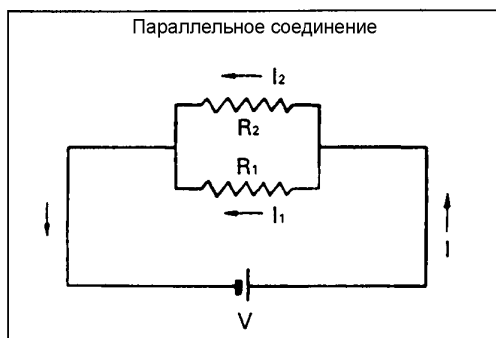 Параллельное соединение
I₂
R₂
R₁
I₁
I
V